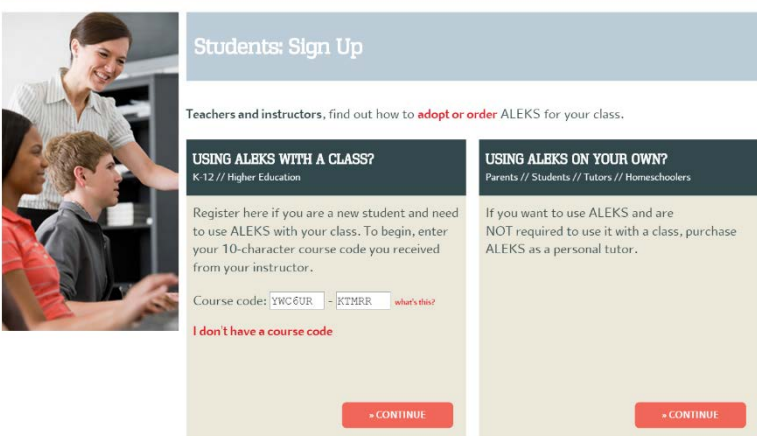 Students: Sign Up
Teachers and instructors, find out how to adopt or order ALEKS for your class.
USING ALEKS WITH A CLASS?
K-12 // Higher Education
Register here if you are a new student and need
to use ALEKS with your class. To begin, enter
your 10-character course code you received
from your instructor.
Course code: YWC6UR - KTMRR what's this?
I don't have a course code
» CONTINUE
USING ALEKS ON YOUR OWN?
Parents // Students // Tutors // Homeschoolers
If you want to use ALEKS and are
NOT required to use it with a class, purchase
ALEKS as a personal tutor.
» CONTINUE